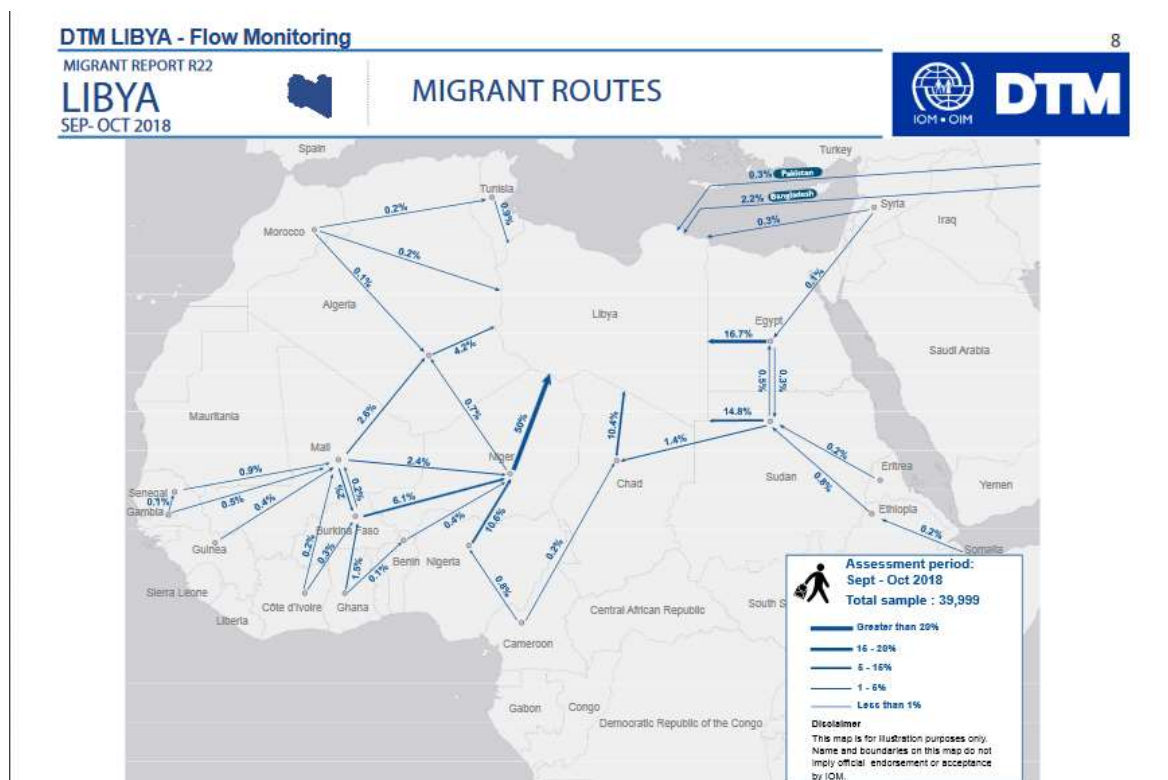 DTM LIBYA - Flow Monitoring
8
MIGRANT REPORT R22
LIBYA
SEP- OCT 2018
MIGRANT ROUTES
IOM • OIM
DTM
Spain
Turkey
0.3% Pakistan
Tunisia
2.2% Bangladesh
0.2%
0.9%
Syria
0.3%
Iraq
Morocco
0.2%
0.1%
0.1%
Algeria
Libya
Egypt
16.7%
4.2%
Saudi Arabia
0.5%
0.3%
0.7%
2.6%
50%
10.4%
14.8%
Mauritania
1.4%
Mali
2.4%
Niger
0.2%
0.9%
Chad
Sudan
Eritrea
Senegal
0.1%
0.5%
0.4%
2%
0.2%
6.1%
0.8%
Yemen
Gambia
Ethiopia
Burkina Faso
0.4%
10.6%
0.2%
Guinea
0.2%
0.3%
0.2%
Somalia
Benin
Nigeria
1.5%
0.1%
0.8%
Sierra Leone
Côte d'Ivoire
Ghana
Liberia
Central African Republic
South S
Cameroon
Gabon
Congo
Democratic Republic of the Congo
Assessment period:
Sept - Oct 2018
Total sample : 39,999
Greater than 20%
15 - 20%
5 - 15%
1 - 5%
Less than 1%
Disclaimer
This map is for illustration purposes only.
Name and boundaries on this map do not
imply official endorsement or acceptance
by IOM.